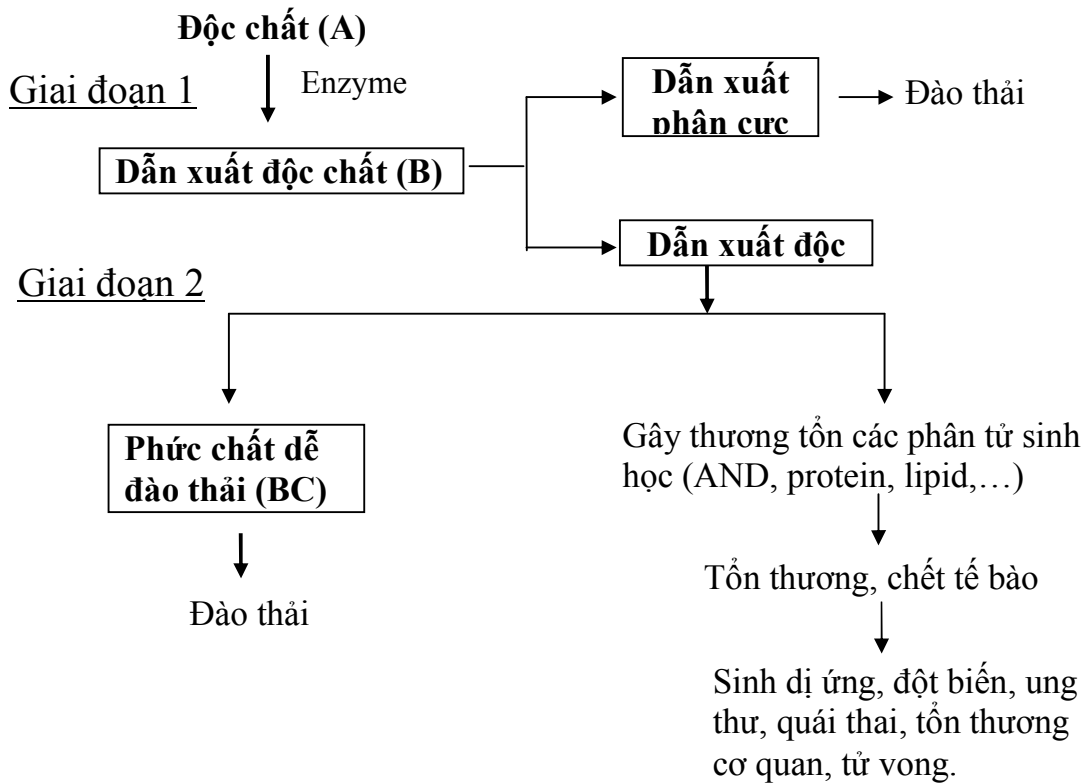 Độc chất (A)
Giai đoạn 1
Enzyme
Dẫn xuất
phân cực
Đào thải
Dẫn xuất độc chất (B)
Dẫn xuất độc
Giai đoạn 2
Phức chất dễ
đào thải (BC)
Đào thải
Gây thương tổn các phân tử sinh
học (AND, protein, lipid,…)
Tổn thương, chết tế bào
Sinh dị ứng, đột biến, ung
thư, quái thai, tổn thương
cơ quan, tử vong.